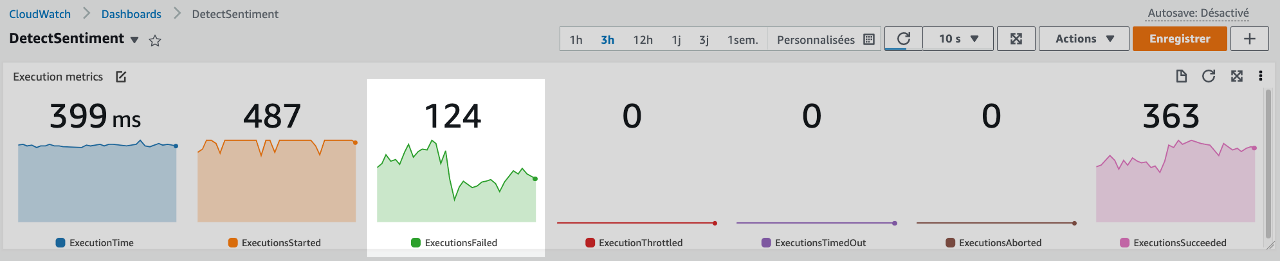 CloudWatch > Dashboards > DetectSentiment
Autosave: Désactivé
DetectSentiment
1h 3h 12h 1j 3j 1sem. Personnalisées 10 s Actions Enregistrer
Execution metrics
399 ms 487 124 0 0 0 363
ExecutionTime ExecutionsStarted ExecutionsFailed ExecutionThrottled ExecutionsTimedOut ExecutionsAborted ExecutionsSucceeded